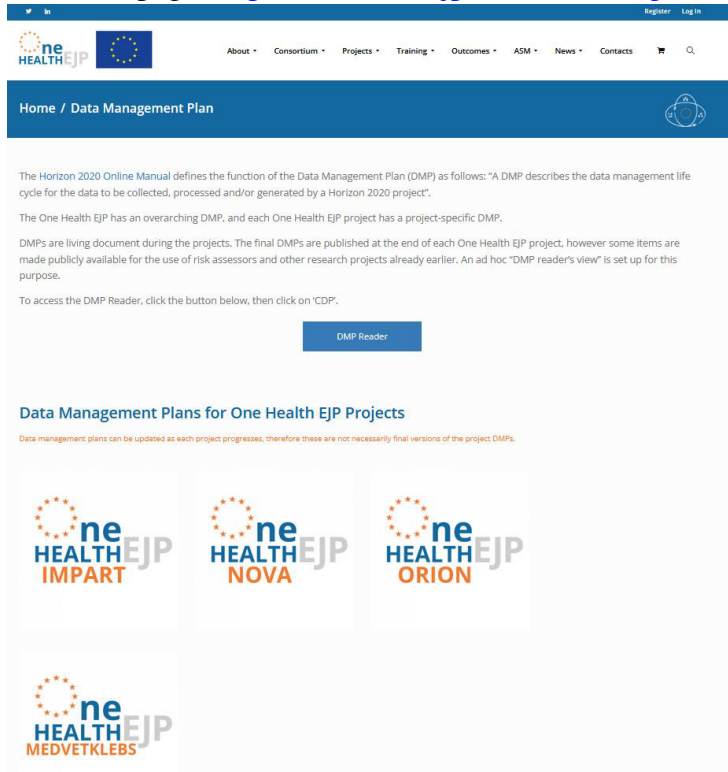 Register Log In
One HEALTH EJP
About Consortium Projects Training Outcomes ASM News Contacts
Home / Data Management Plan
The Horizon 2020 Online Manual defines the function of the Data Management Plan (DMP) as follows: “A DMP describes the data management life
cycle for the data to be collected, processed and/or generated by a Horizon 2020 project”.
The One Health EJP has an overarching DMP, and each One Health EJP project has a project-specific DMP.
DMPs are living document during the projects. The final DMPs are published at the end of each One Health EJP project, however some items are
made publicly available for the use of risk assessors and other research projects already earlier. An ad hoc “DMP reader’s view” is set up for this
purpose.
To access the DMP Reader, click the button below, then click on ‘CDP’.
DMP Reader
Data Management Plans for One Health EJP Projects
Data management plans can be updated as each project progresses, therefore these are not necessarily final versions of the project DMPs.
One
HEALTH EJP
IMPART
One
HEALTH EJP
NOVA
One
HEALTH EJP
ORION
One
HEALTH EJP
MEDVETKLEBS